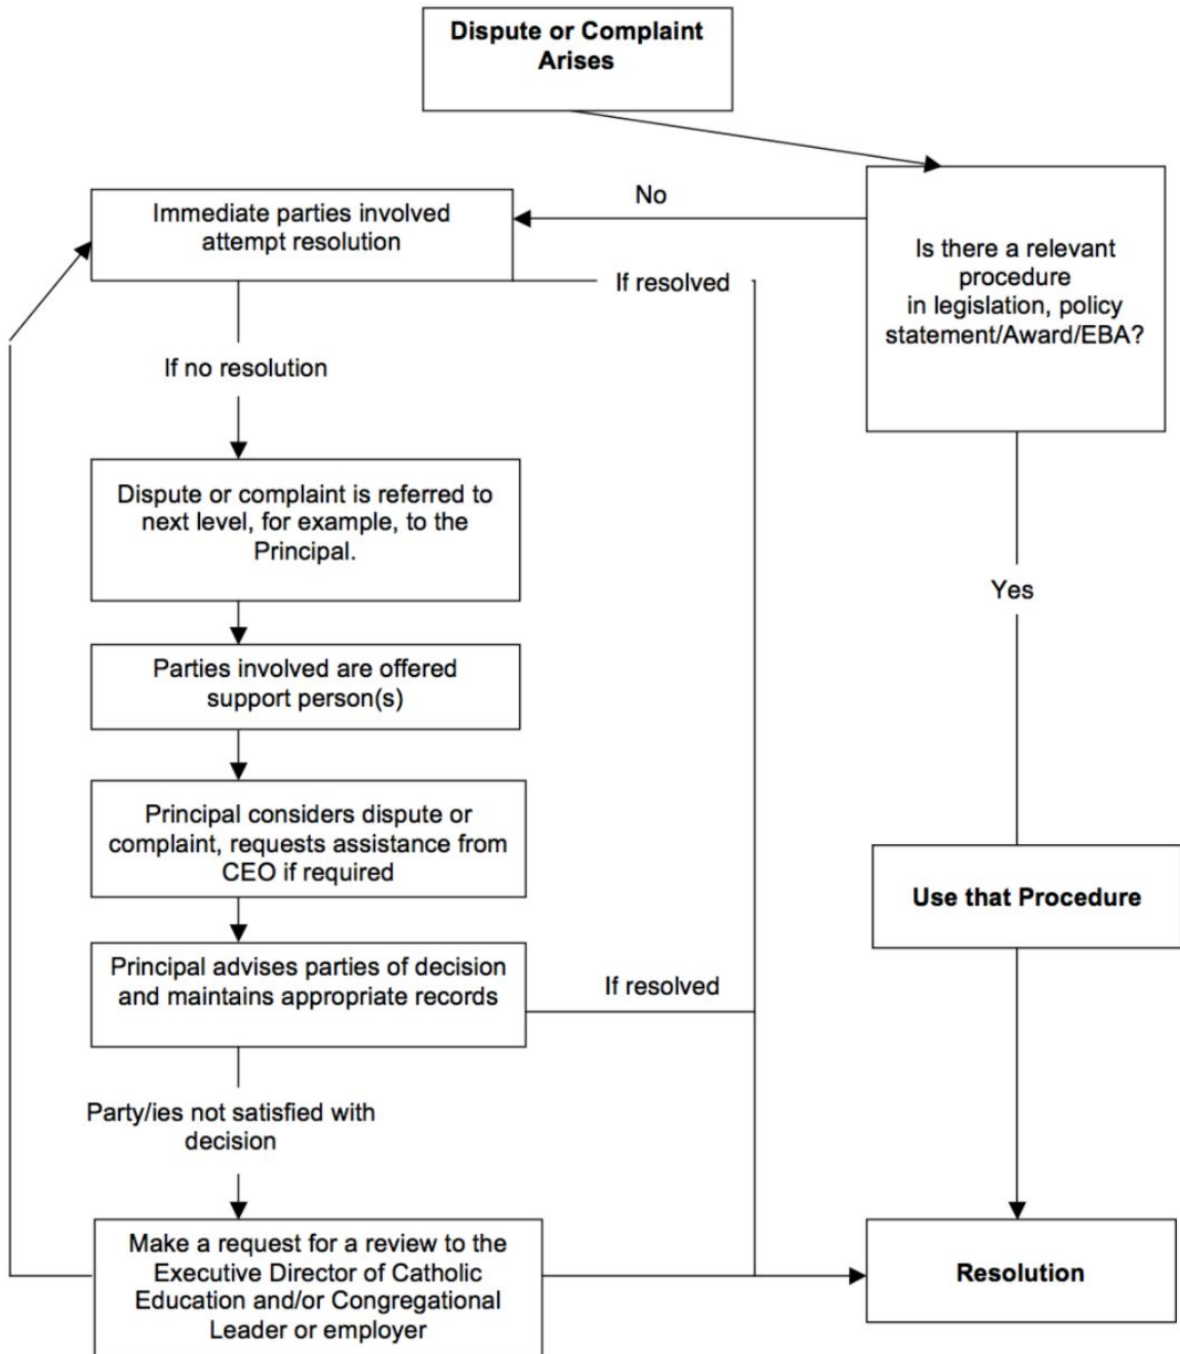 Dispute or Complaint
Arises
No
Immediate parties involved
attempt resolution
Is there a relevant
procedure
in legislation, policy
statement/Award/EBA?
If resolved
If no resolution
Dispute or complaint is referred to
next level, for example, to the
Principal.
Yes
Parties involved are offered
support person(s)
Principal considers dispute or
complaint, requests assistance from
CEO if required
Use that Procedure
Principal advises parties of decision
and maintains appropriate records
If resolved
Party/ies not satisfied with
decision
Make a request for a review to the
Executive Director of Catholic
Education and/or Congregational
Leader or employer
Resolution